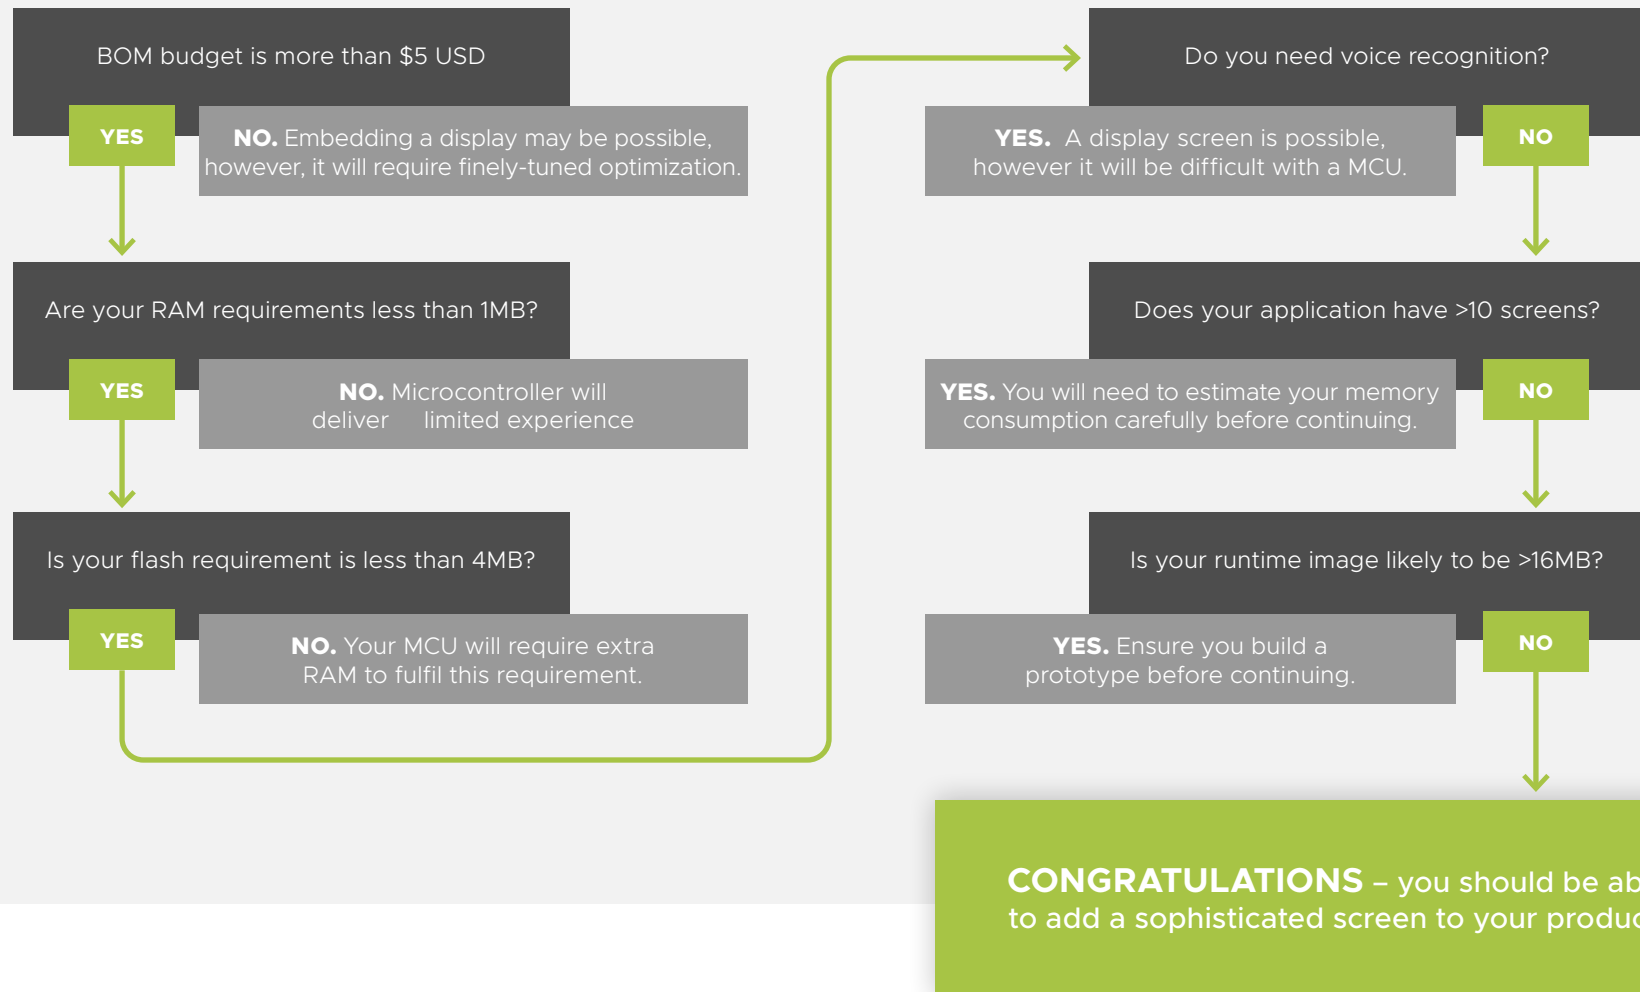 BOM budget is more than $5 USD
YES
NO. Embedding a display may be possible,
however, it will require finely-tuned optimization.
Are your RAM requirements less than 1MB?
YES
NO. Microcontroller will
deliver limited experience
Is your flash requirement is less than 4MB?
YES
NO. Your MCU will require extra
RAM to fulfil this requirement.
Do you need voice recognition?
YES. A display screen is possible,
however it will be difficult with a MCU.
NO
Does your application have >10 screens?
YES. You will need to estimate your memory
consumption carefully before continuing.
NO
Is your runtime image likely to be >16MB?
YES. Ensure you build a
prototype before continuing.
NO
CONGRATULATIONS – you should be
to add a sophisticated screen to your